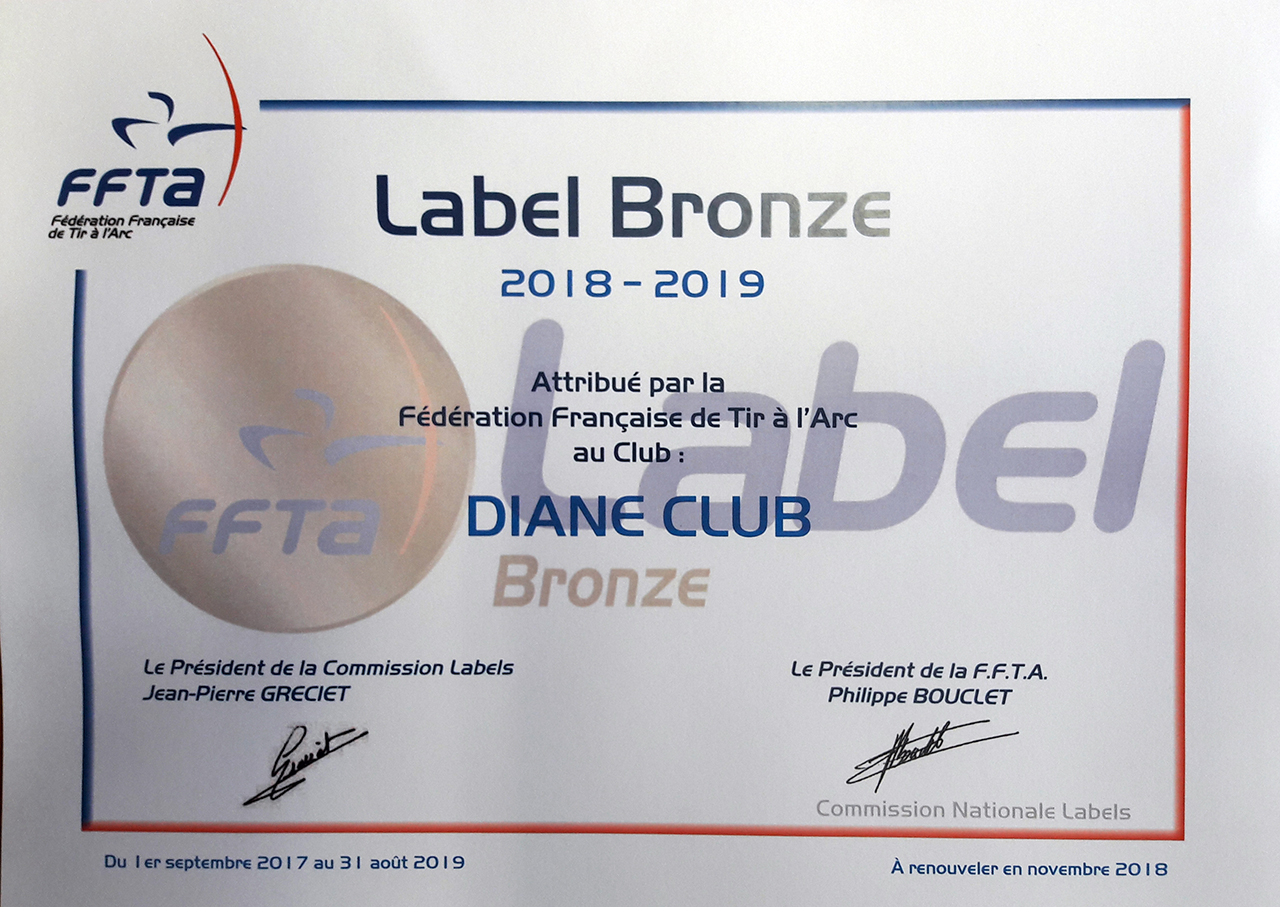 FFTa
Fédération Française
de Tir à l'Arc
Label Bronze
2018 - 2019
Label
Attribué par la
Fédération Française de Tir à l'Arc
au Club :
FFTa
DIANE CLUB
Bronze
Le Président de la Commission Labels
Jean-Pierre GRECIET
Le Président de la F.F.T.A.
Philippe BOUCLET
Commission Nationale Labels
Du 1er septembre 2017 au 31 août 2019
À renouveler en novembre 2018